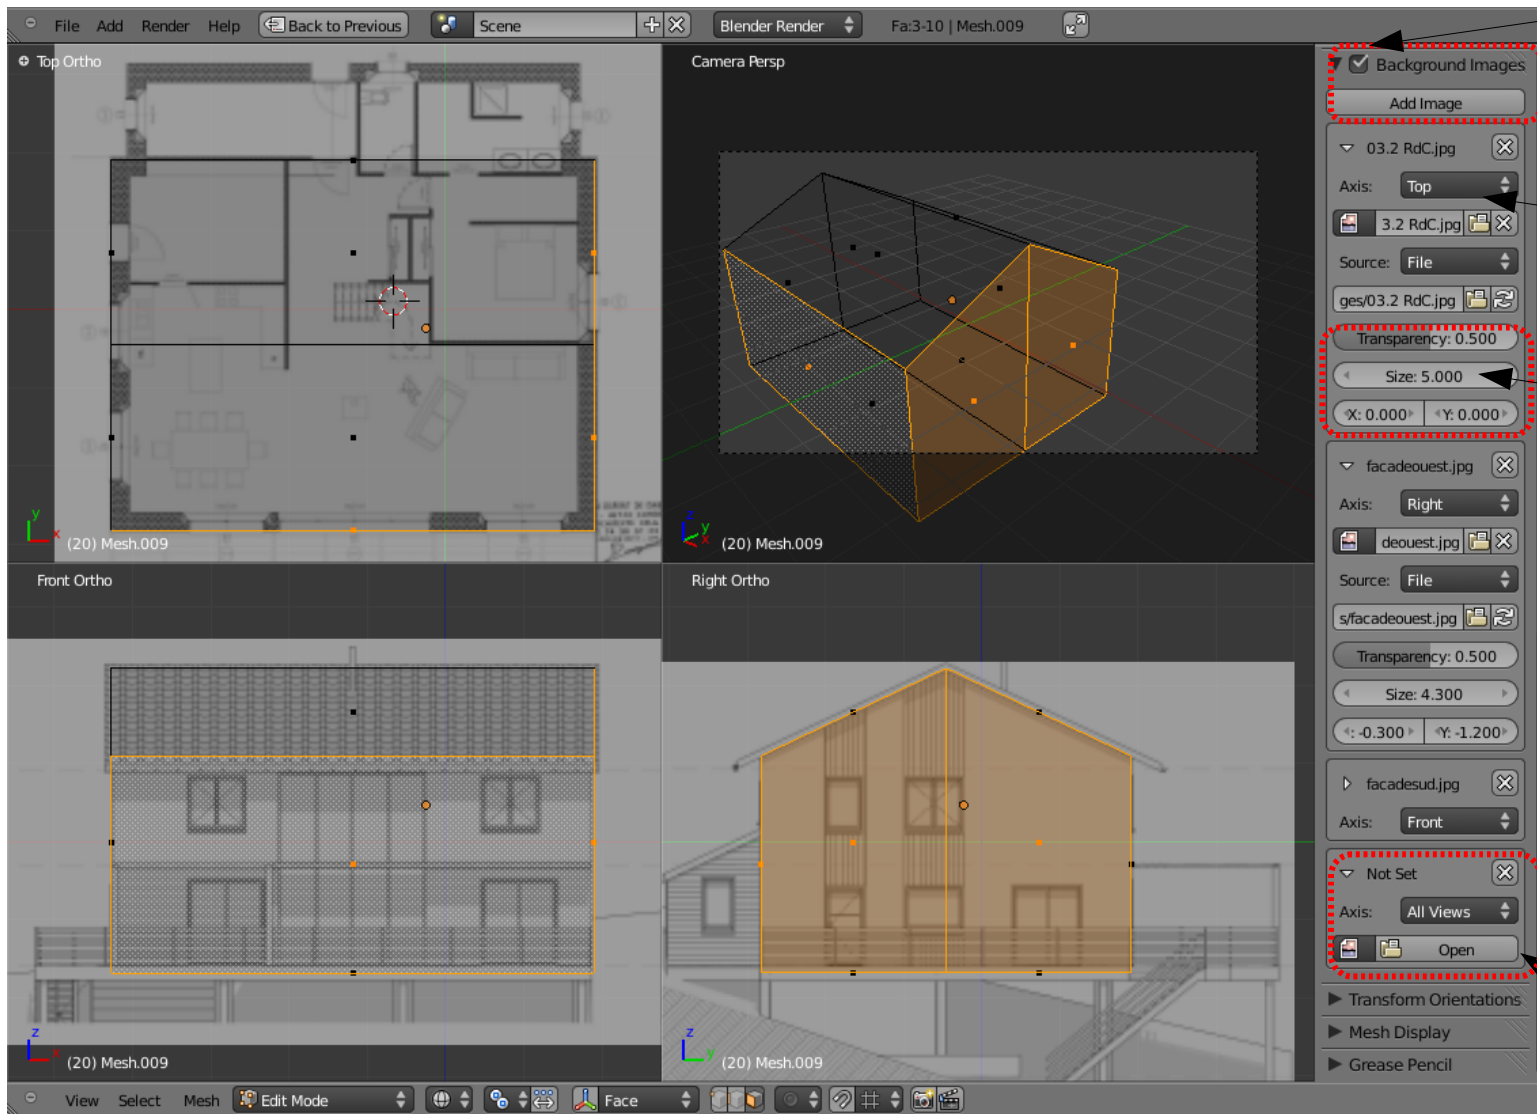 File Add Render Help Back to Previous Scene Blender Render Fa:3-10 | Mesh.009
Top Ortho
Camera Persp
Background Images
Add Image
03.2 RdC.jpg
Axis: Top
3.2 RdC.jpg
Source: File
ges/03.2 RdC.jpg
Transparency: 0.500
Size: 5.000
X: 0.000 Y: 0.000
facadeouest.jpg
Axis: Right
deouest.jpg
Source: File
s/facadeouest.jpg
Transparency: 0.500
Size: 4.300
: -0.300 Y: -1.200
facadesud.jpg
Axis: Front
Not Set
Axis: All Views
Open
Transform Orientations
Mesh Display
Grease Pencil
y
x
(20) Mesh.009
z
y
x
(20) Mesh.009
Front Ortho
Right Ortho
z
x
(20) Mesh.009
z
y
(20) Mesh.009
View Select Mesh Edit Mode Face